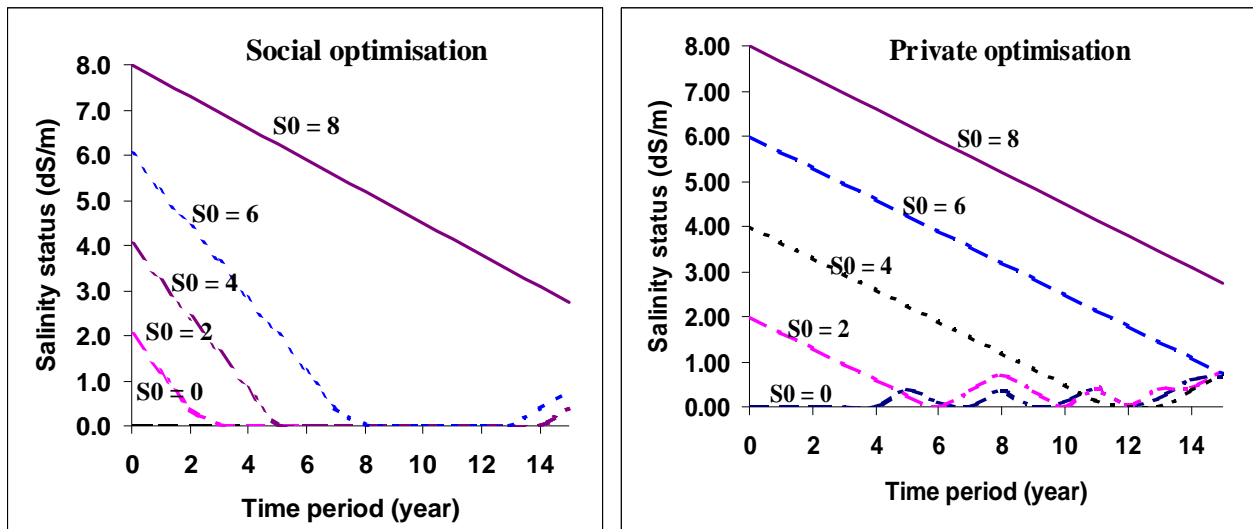 Social optimisation
8.0
7.0
6.0
5.0
4.0
3.0
2.0
1.0
0.0
Salinity status (dS/m)
S0 = 8
S0 = 6
S0 = 4
S0 = 2
S0 = 0
0 2 4 6 8 10 12 14
Time period (year)
Private optimisation
8.00
7.00
6.00
5.00
4.00
3.00
2.00
1.00
0.00
Salinity status (dS/m)
S0 = 8
S0 = 6
S0 = 4
S0 = 2
S0 = 0
0 2 4 6 8 10 12 14
Time period (year)